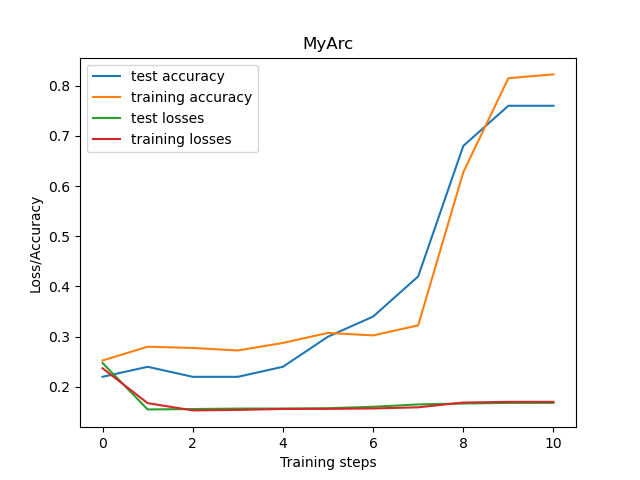 MyArc
test accuracy
training accuracy
test losses
training losses
Loss/Accuracy
0.8
0.7
0.6
0.5
0.4
0.3
0.2
0 2 4 6 8 10
Training steps